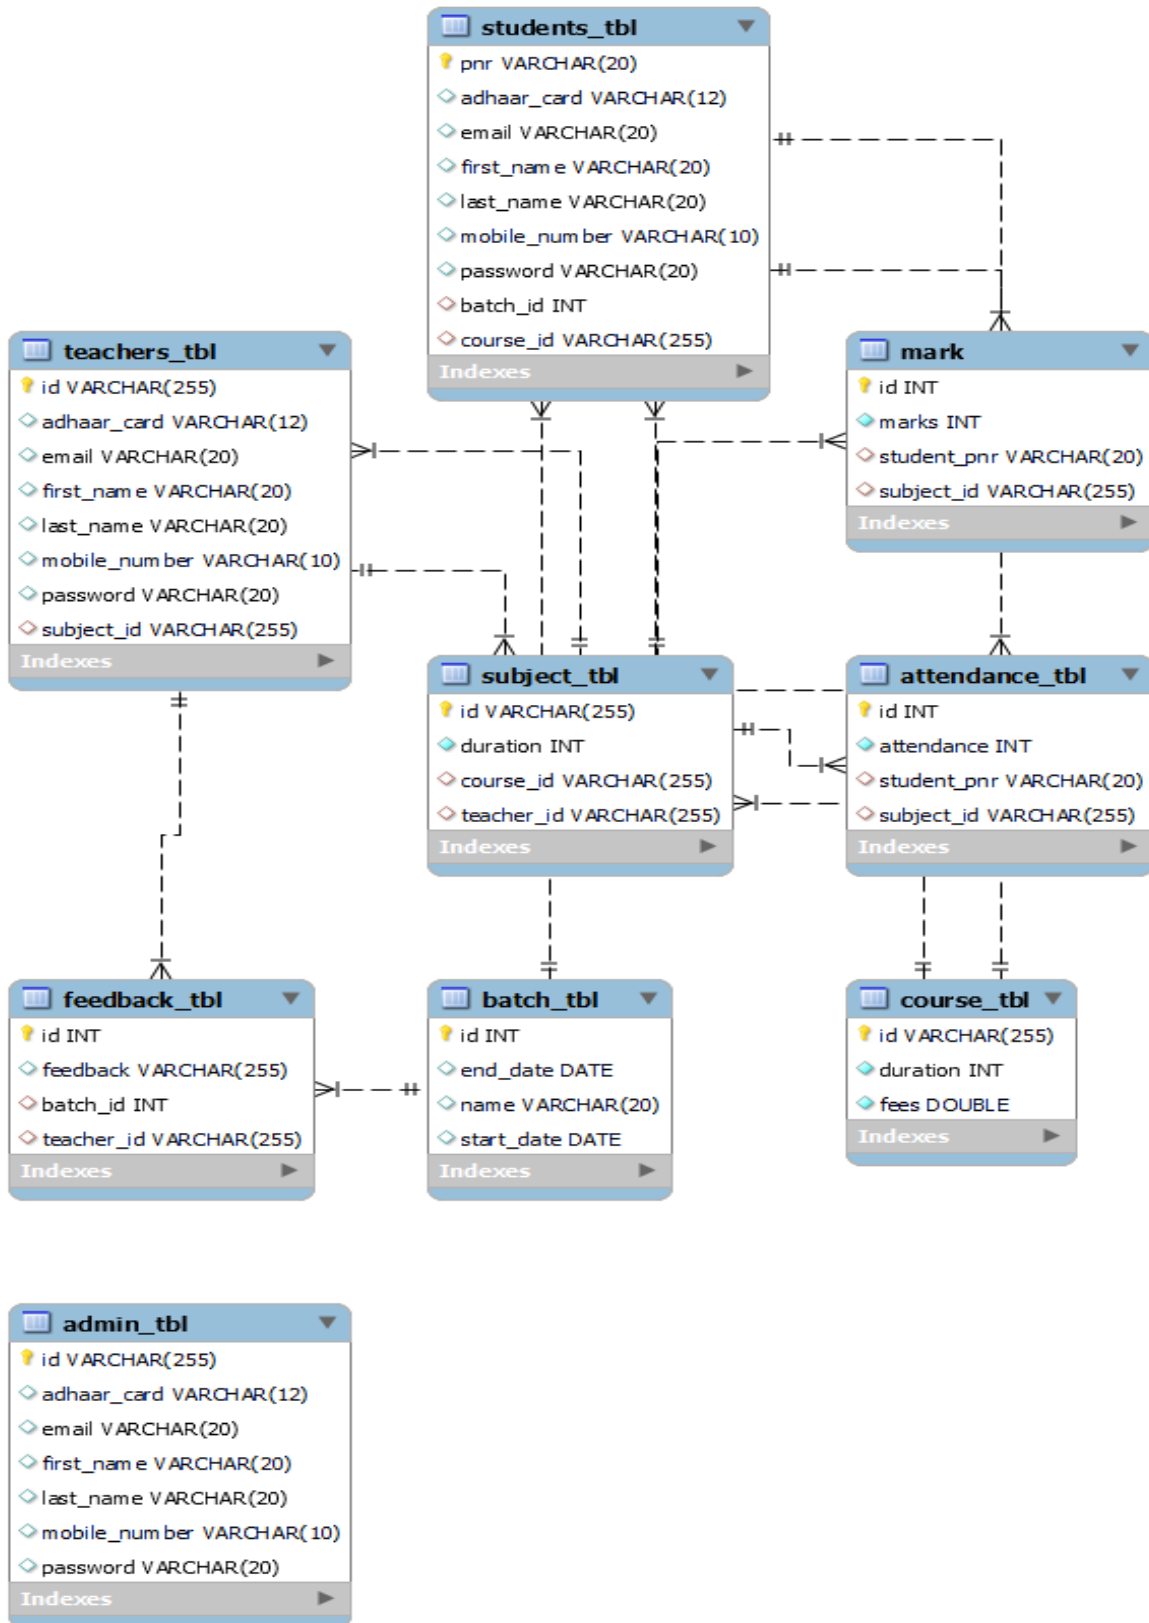 students_tbl
pnr VARCHAR(20)
adhaar_card VARCHAR(12)
email VARCHAR(20)
first_name VARCHAR(20)
last_name VARCHAR(20)
mobile_number VARCHAR(10)
password VARCHAR(20)
batch_id INT
course_id VARCHAR(255)
Indexes
teachers_tbl
id VARCHAR(255)
adhaar_card VARCHAR(12)
email VARCHAR(20)
first_name VARCHAR(20)
last_name VARCHAR(20)
mobile_number VARCHAR(10)
password VARCHAR(20)
subject_id VARCHAR(255)
Indexes
mark
id INT
marks INT
student_pnr VARCHAR(20)
subject_id VARCHAR(255)
Indexes
subject_tbl
id VARCHAR(255)
duration INT
course_id VARCHAR(255)
teacher_id VARCHAR(255)
Indexes
attendance_tbl
id INT
attendance INT
student_pnr VARCHAR(20)
subject_id VARCHAR(255)
Indexes
feedback_tbl
id INT
feedback VARCHAR(255)
batch_id INT
teacher_id VARCHAR(255)
Indexes
batch_tbl
id INT
end_date DATE
name VARCHAR(20)
start_date DATE
Indexes
course_tbl
id VARCHAR(255)
duration INT
fees DOUBLE
Indexes
admin_tbl
id VARCHAR(255)
adhaar_card VARCHAR(12)
email VARCHAR(20)
first_name VARCHAR(20)
last_name VARCHAR(20)
mobile_number VARCHAR(10)
password VARCHAR(20)
Indexes